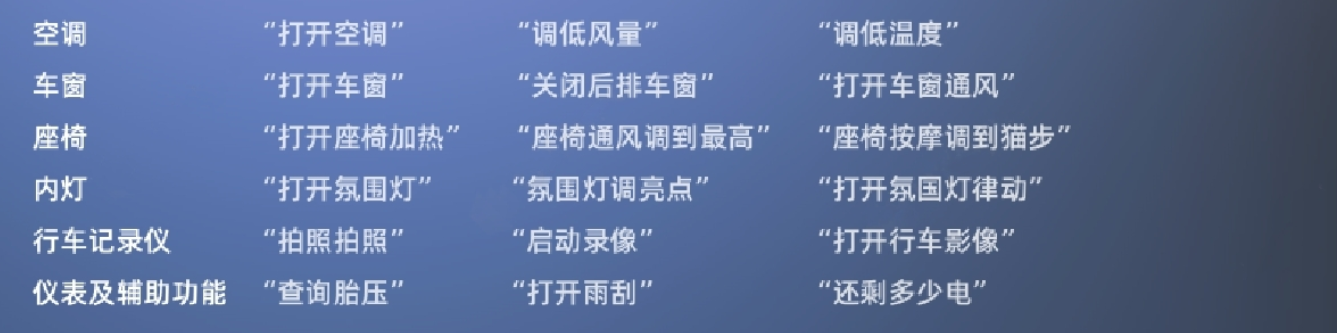 空调 “打开空调” “调低风量” “调低温度”
车窗 “打开车窗” “关闭后排车窗” “打开车窗通风”
座椅 “打开座椅加热” “座椅通风调到最高” “座椅按摩调到猫步”
内灯 “打开氛围灯” “氛围灯调亮点” “打开氛国灯律动”
行车记录仪 “拍照拍照” “启动录像” “打开行车影像”
仪表及辅助功能 “查询胎压” “打开雨刮” “还剩多少电”